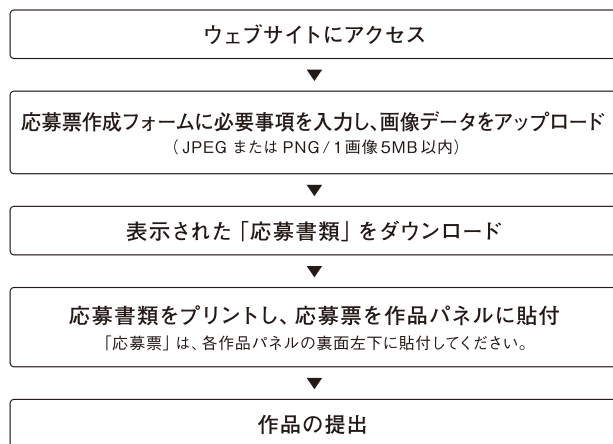 ウェブサイトにアクセス
▼
応募票作成フォームに必要事項を入力し、画像データをアップロード
（JPEG または PNG / 1画像5MB以内）
▼
表示された「応募書類」をダウンロード
▼
応募書類をプリントし、応募票を作品パネルに貼付
「応募票」は、各作品パネルの裏面左下に貼付してください。
▼
作品の提出